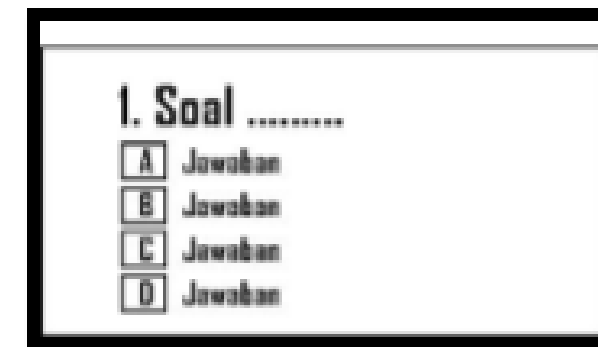 1. Soal .........
A Jawaban
B Jawaban
C Jawaban
D Jawaban